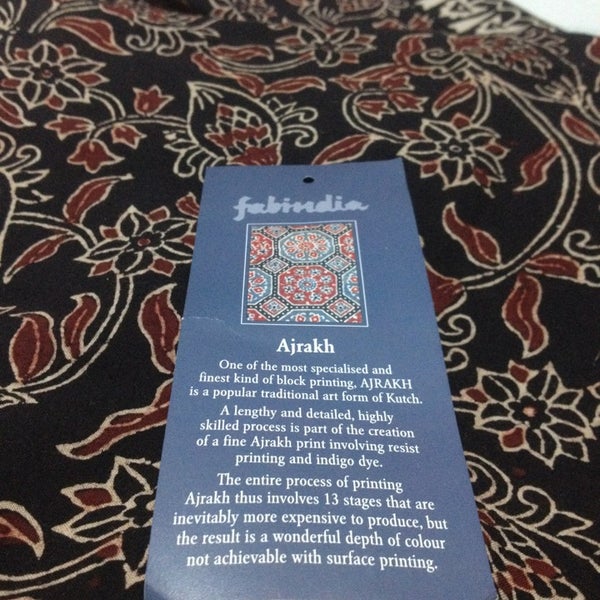 fabindia
Ajrakh
One of the most specialised and
finest kind of block printing, AJRAKH
is a popular traditional art form of Kutch.
A lengthy and detailed, highly
skilled process is part of the creation
of a fine Ajrakh print involving resist
printing and indigo dye.
The entire process of printing
Ajrakh thus involves 13 stages that are
inevitably more expensive to produce, but
the result is a wonderful depth of colour
not achievable with surface printing.